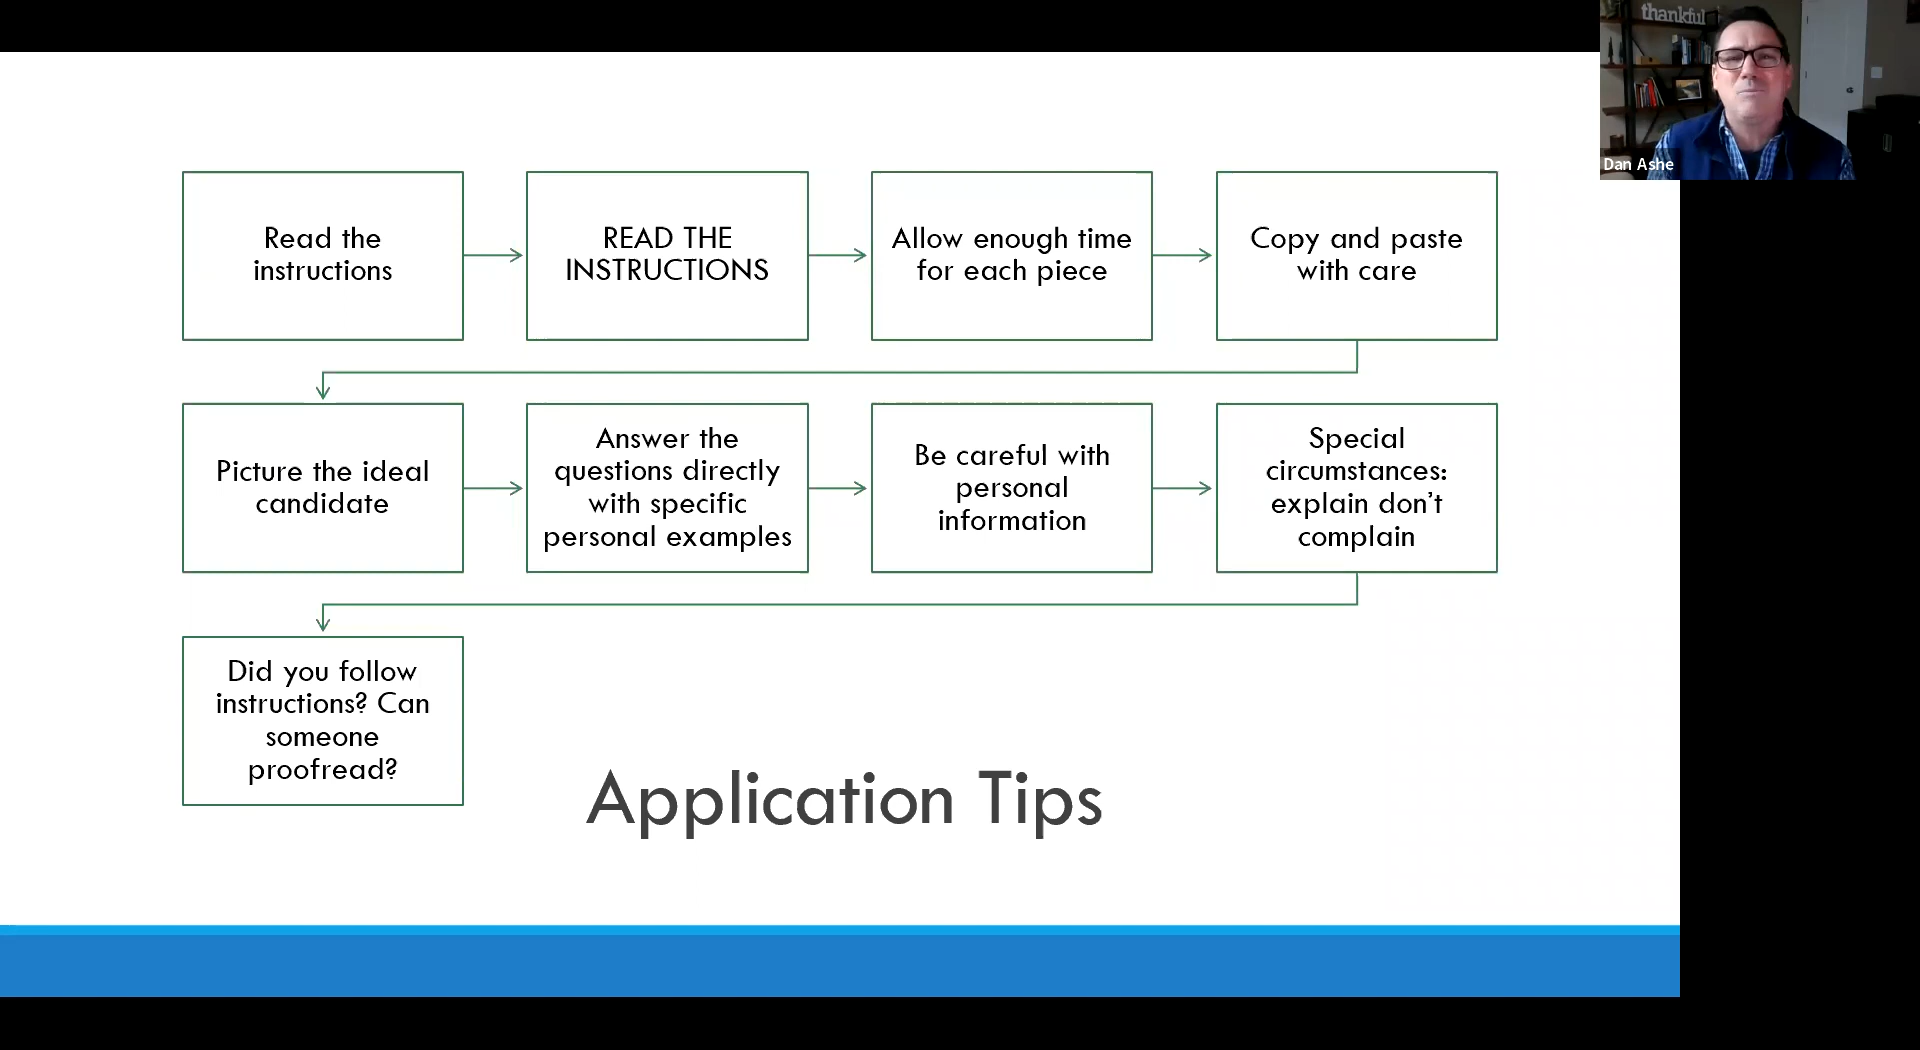 thankful
Dan Ashe
Read the
instructions
READ THE
INSTRUCTIONS
Allow enough time
for each piece
Copy and paste
with care
Picture the ideal
candidate
Answer the
questions directly
with specific
personal examples
Be careful with
personal
information
Special
circumstances:
explain don't
complain
Did you follow
instructions? Can
someone
proofread?
Application Tips